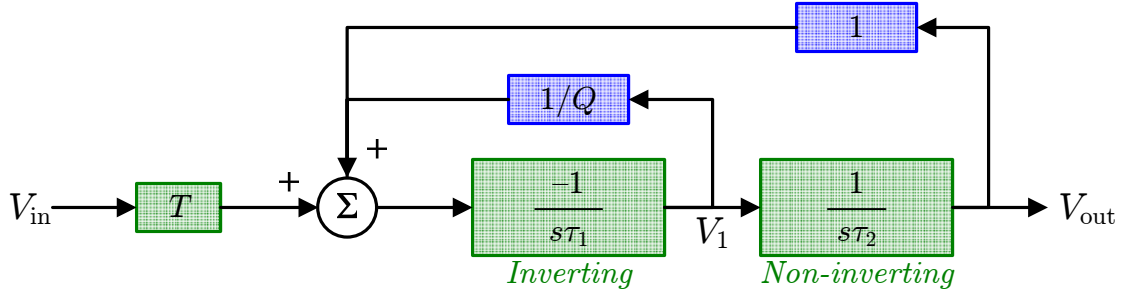 1
1/Q
+
+
V_in
T
Σ
–1
sτ_1
V_1
1
sτ_2
V_out
Inverting
Non-inverting